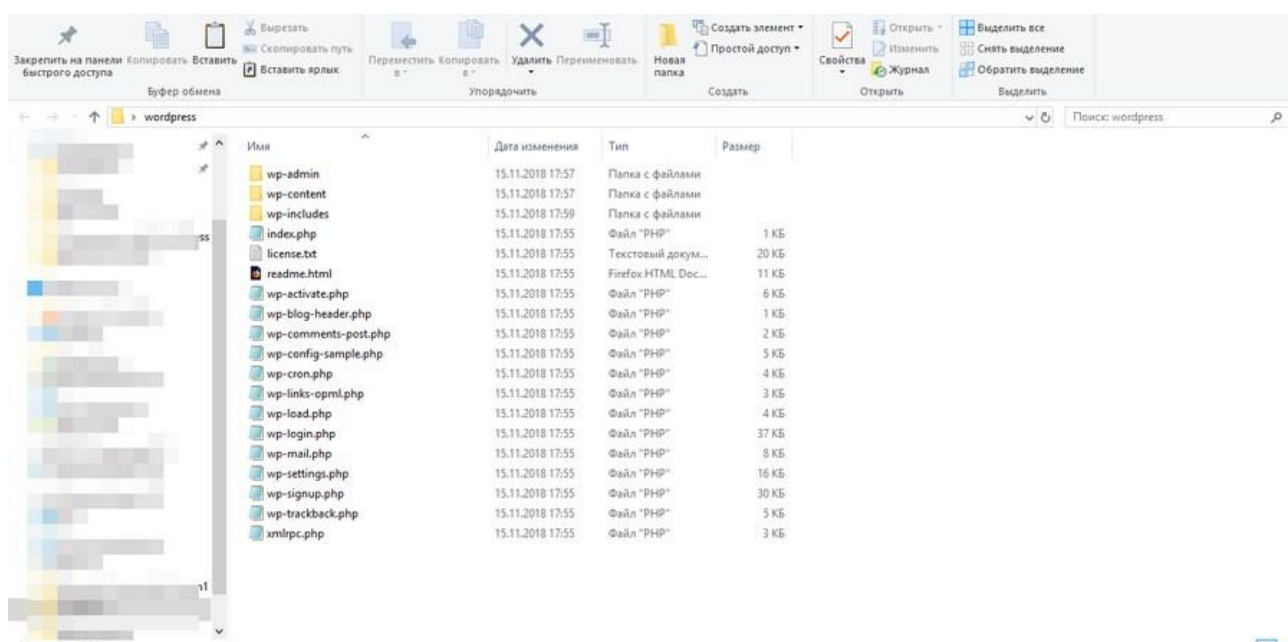 Закрепить на панели быстрого доступа
Копировать
Вставить
Вырезать
Скопировать путь
Вставить ярлык
Переместить в
Копировать в
Удалить
Переименовать
Новая папка
Создать элемент
Простой доступ
Свойства
Открыть
Изменить
Журнал
Выделить все
Снять выделение
Обратить выделение
Буфер обмена Упорядочить Создать Открыть Выделить
wordpress Поиск: wordpress
Имя Дата изменения Тип Размер
wp-admin 15.11.2018 17:57 Папка с файлами
wp-content 15.11.2018 17:57 Папка с файлами
wp-includes 15.11.2018 17:59 Папка с файлами
index.php 15.11.2018 17:55 Файл "PHP" 1 КБ
license.txt 15.11.2018 17:55 Текстовый докум... 20 КБ
readme.html 15.11.2018 17:55 Firefox HTML Doc... 11 КБ
wp-activate.php 15.11.2018 17:55 Файл "PHP" 6 КБ
wp-blog-header.php 15.11.2018 17:55 Файл "PHP" 1 КБ
wp-comments-post.php 15.11.2018 17:55 Файл "PHP" 2 КБ
wp-config-sample.php 15.11.2018 17:55 Файл "PHP" 5 КБ
wp-cron.php 15.11.2018 17:55 Файл "PHP" 4 КБ
wp-links-opml.php 15.11.2018 17:55 Файл "PHP" 3 КБ
wp-load.php 15.11.2018 17:55 Файл "PHP" 4 КБ
wp-login.php 15.11.2018 17:55 Файл "PHP" 37 КБ
wp-mail.php 15.11.2018 17:55 Файл "PHP" 8 КБ
wp-settings.php 15.11.2018 17:55 Файл "PHP" 16 КБ
wp-signup.php 15.11.2018 17:55 Файл "PHP" 30 КБ
wp-trackback.php 15.11.2018 17:55 Файл "PHP" 5 КБ
xmlrpc.php 15.11.2018 17:55 Файл "PHP" 3 КБ